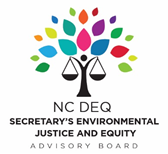 NC DEQ
SECRETARY'S ENVIRONMENTAL
JUSTICE AND EQUITY
ADVISORY BOARD